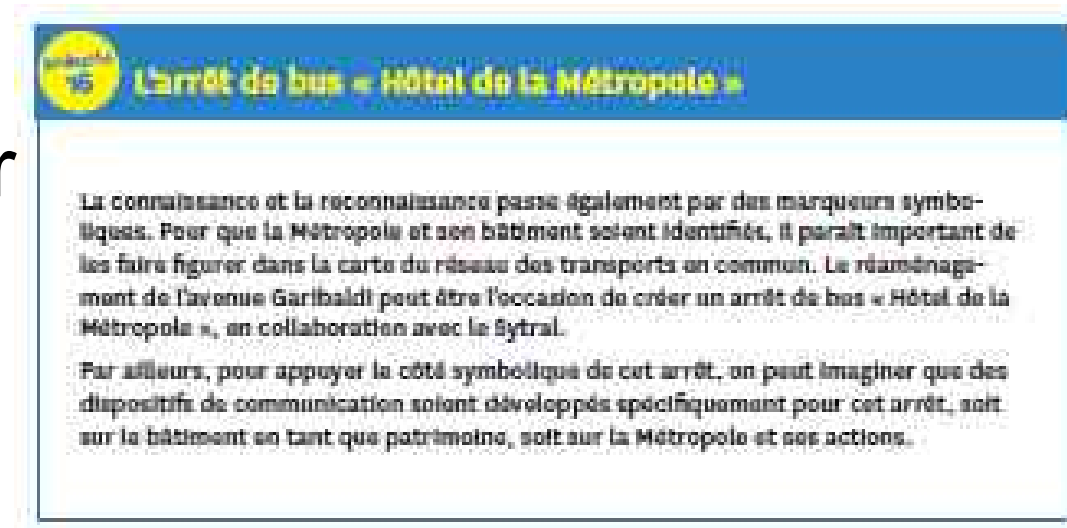 15
L'arrêt de bus « Hôtel de la Métropole »
r
La connaissance et la reconnaissance passe également par des marqueurs symbo-
liques. Pour que la Métropole et son bâtiment soient identifiés, il paraît important de
les faire figurer dans la carte du réseau des transports en commun. Le réaménage-
ment de l'avenue Garibaldi peut être l'occasion de créer un arrêt de bus « Hôtel de la
Métropole », en collaboration avec le Sytral.
Par ailleurs, pour appuyer le côté symbolique de cet arrêt, on peut imaginer que des
dispositifs de communication soient développés spécifiquement pour cet arrêt, soit
sur le bâtiment en tant que patrimoine, soit sur la Métropole et ses actions.